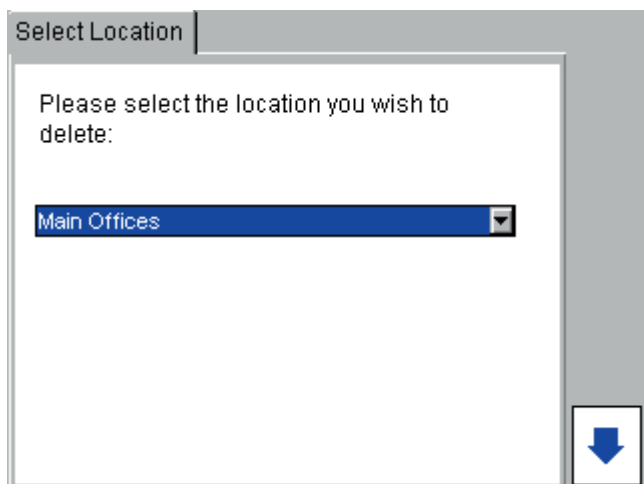 Select Location
Please select the location you wish to
delete:
Main Offices